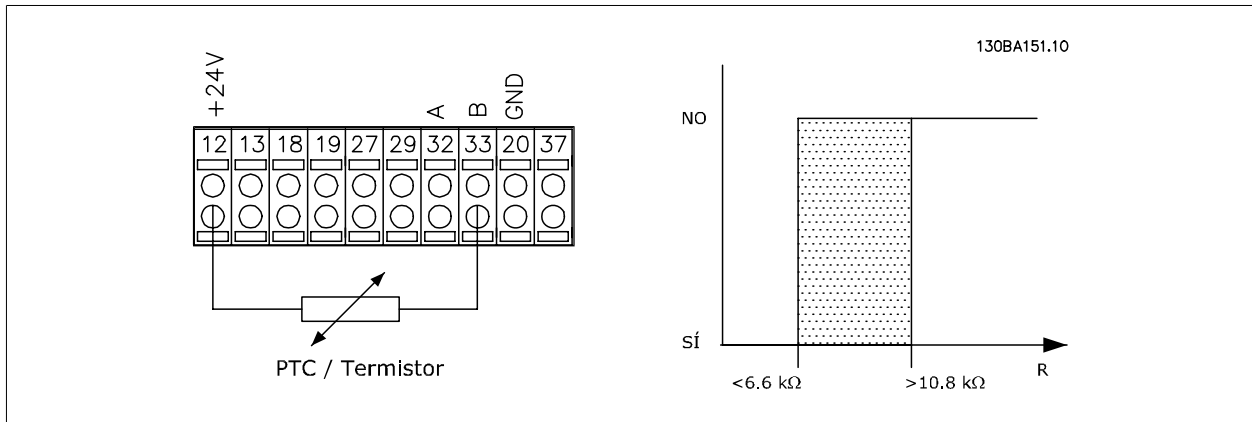 130BA151.10
+24V
A
B
GND
12 13 18 19 27 29 32 33 20 37
PTC / Termistor
NO
SÍ
R
<6.6 kΩ
>10.8 kΩ